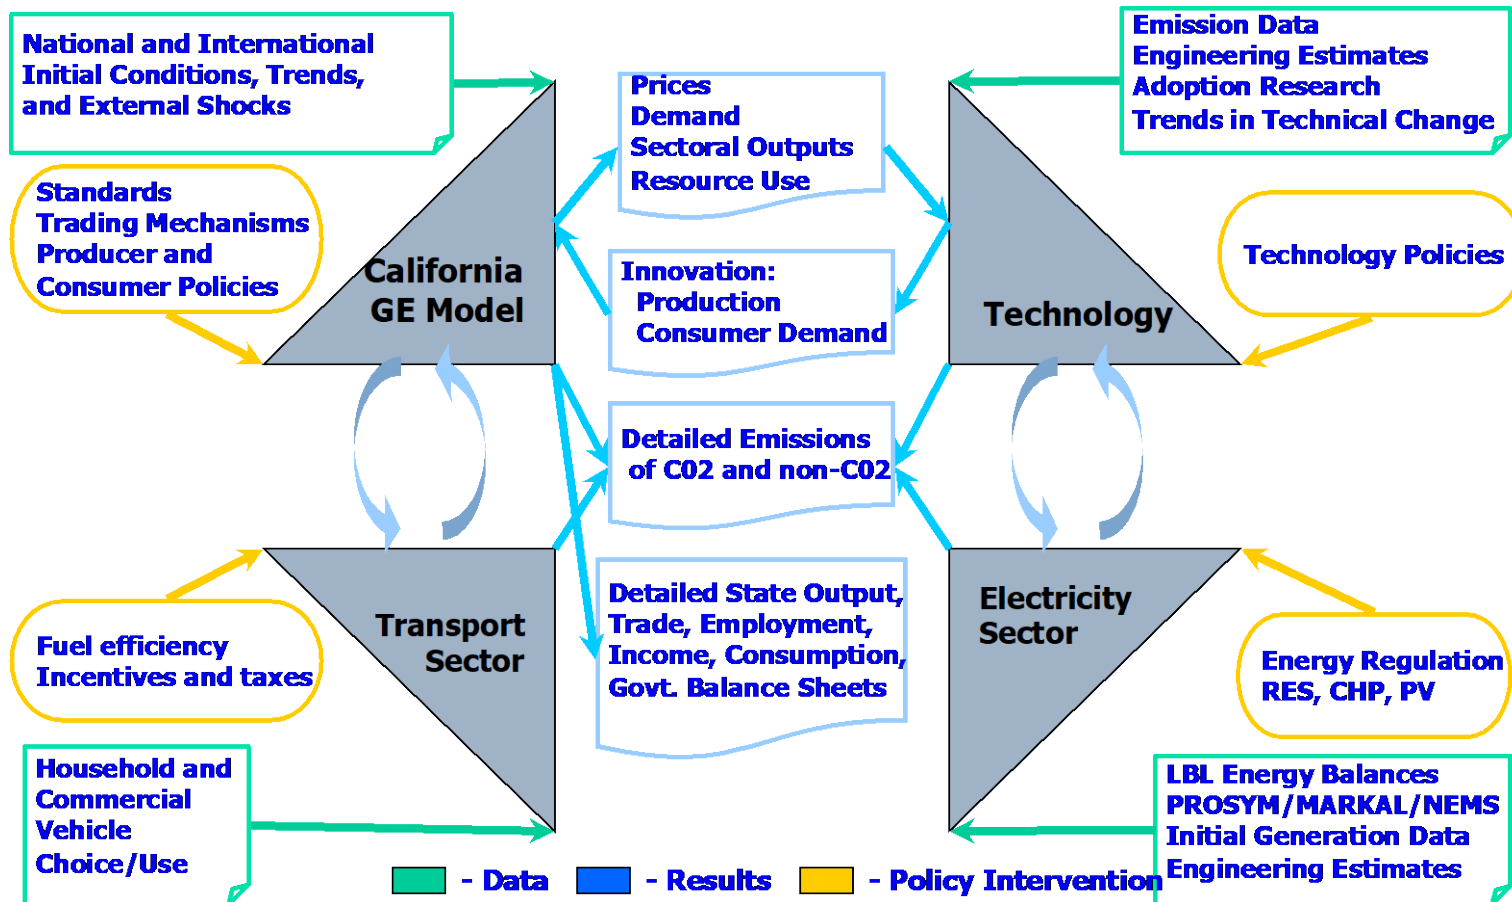 National and International
Initial Conditions, Trends,
and External Shocks
Prices
Demand
Sectoral Outputs
Resource Use
Emission Data
Engineering Estimates
Adoption Research
Trends in Technical Change
Standards
Trading Mechanisms
Producer and
Consumer Policies
California
GE Model
Innovation:
Production
Consumer Demand
Technology
Technology Policies
Detailed Emissions
of C02 and non-C02
Transport
Sector
Detailed State Output,
Trade, Employment,
Income, Consumption,
Govt. Balance Sheets
Electricity
Sector
Fuel efficiency
Incentives and taxes
Energy Regulation
RES, CHP, PV
Household and
Commercial
Vehicle
Choice/Use
LBL Energy Balances
PROSYM/MARKAL/NEMS
Initial Generation Data
Engineering Estimates
- Data
- Results
- Policy Intervention